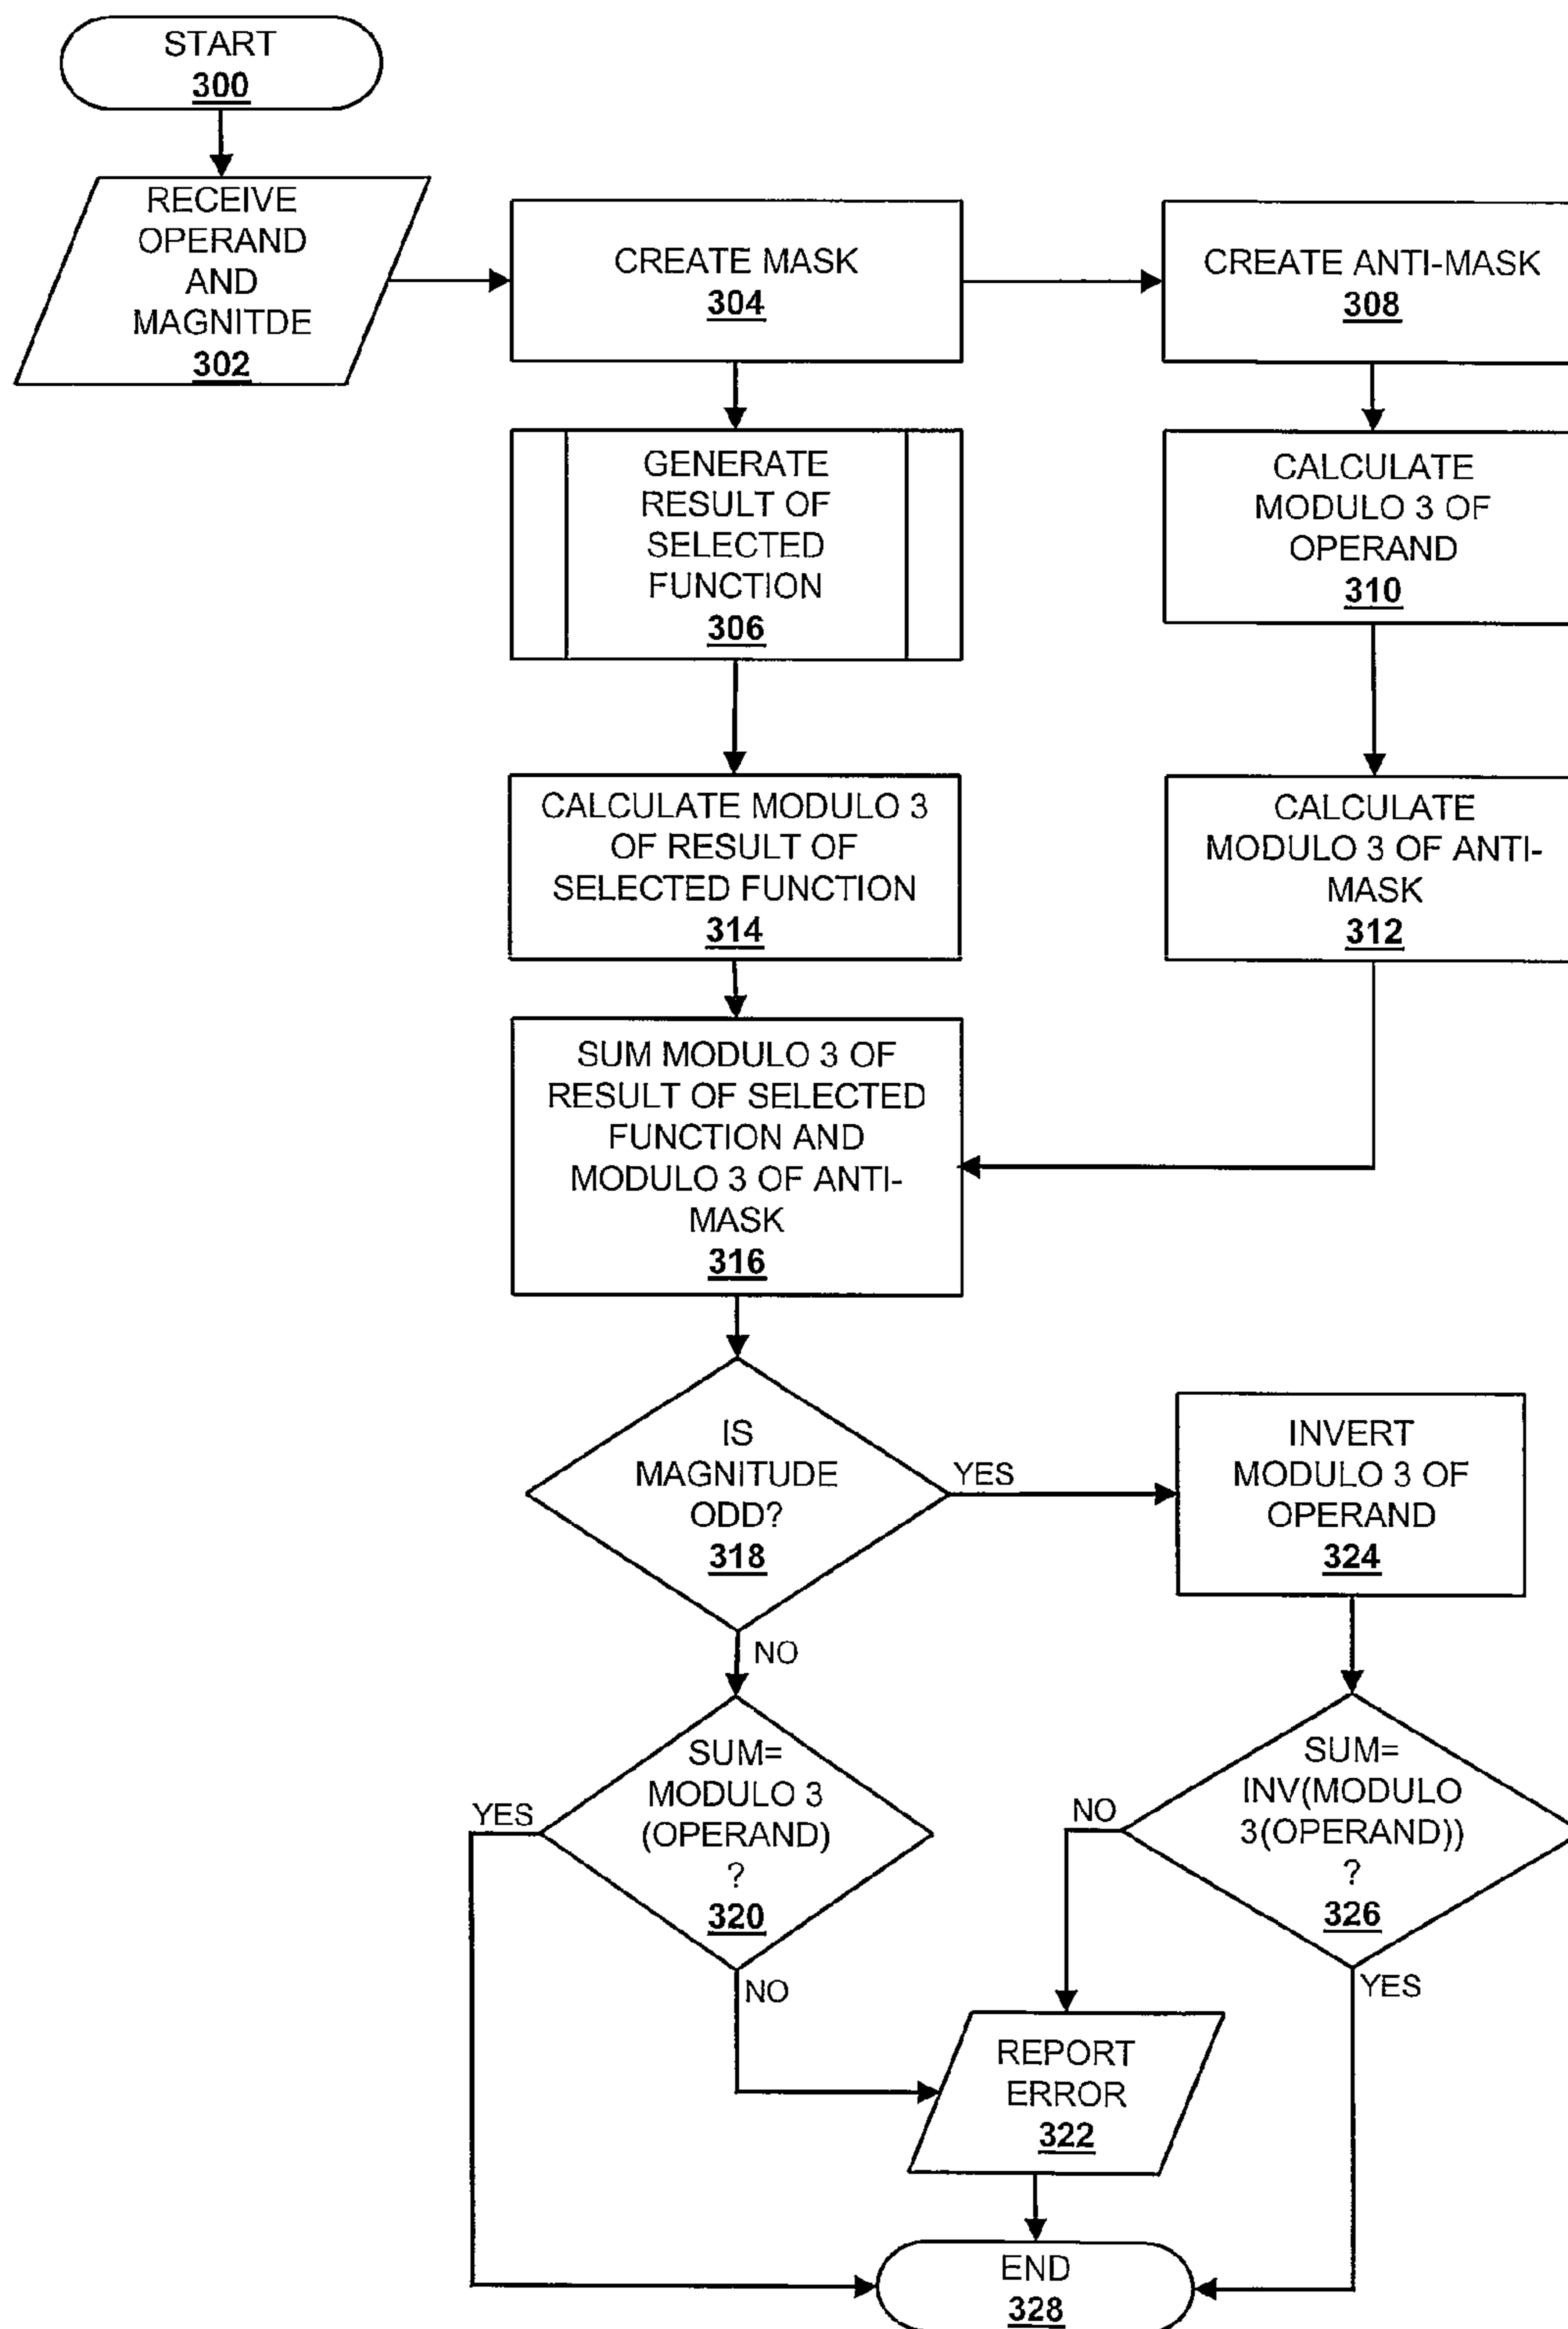 START
300
RECEIVE
OPERAND
AND
MAGNITDE
302
CREATE MASK
304
CREATE ANTI-MASK
308
GENERATE
RESULT OF
SELECTED
FUNCTION
306
CALCULATE
MODULO 3 OF
OPERAND
310
CALCULATE MODULO 3
OF RESULT OF
SELECTED FUNCTION
314
CALCULATE
MODULO 3 OF ANTI-
MASK
312
SUM MODULO 3 OF
RESULT OF SELECTED
FUNCTION AND
MODULO 3 OF ANTI-
MASK
316
IS
MAGNITUDE
ODD?
318
YES
INVERT
MODULO 3 OF
OPERAND
324
NO
SUM=
MODULO 3
(OPERAND)
?
320
YES
NO
SUM=
INV(MODULO
3(OPERAND))
?
326
NO
YES
REPORT
ERROR
322
END
328